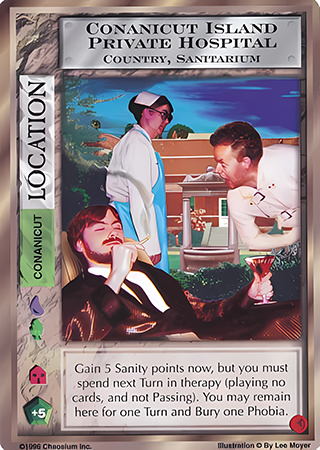 CONANICUT ISLAND
PRIVATE HOSPITAL
COUNTRY, SANITARIUM
LOCATION
CONANICUT
+5
Gain 5 Sanity points now, but you must
spend next Turn in therapy (playing no
cards, and not Passing). You may remain
here for one Turn and Bury one Phobia.
©1996 Chaosium Inc.
Illustration © By Lee Moyer